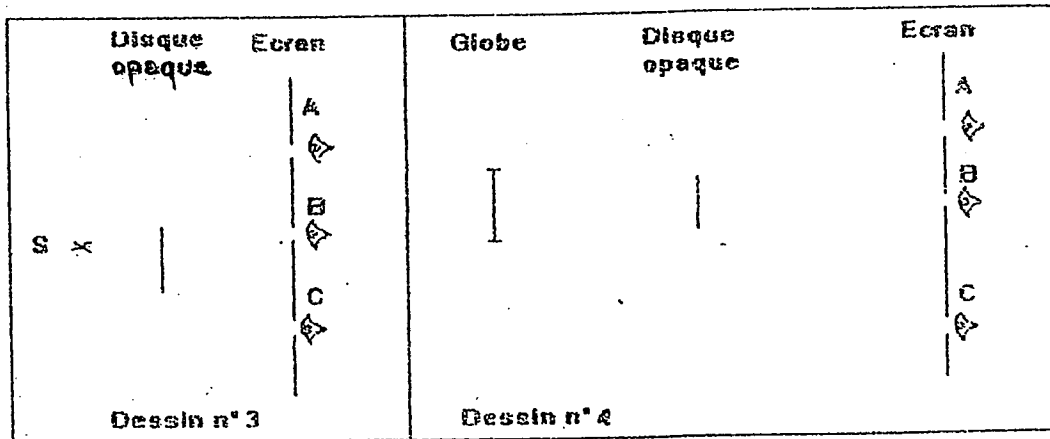 Disque
opaque
Ecran
A
B
C
S
Dessin n° 3
Globe
Disque
opaque
Ecran
A
B
C
Dessin n° 4